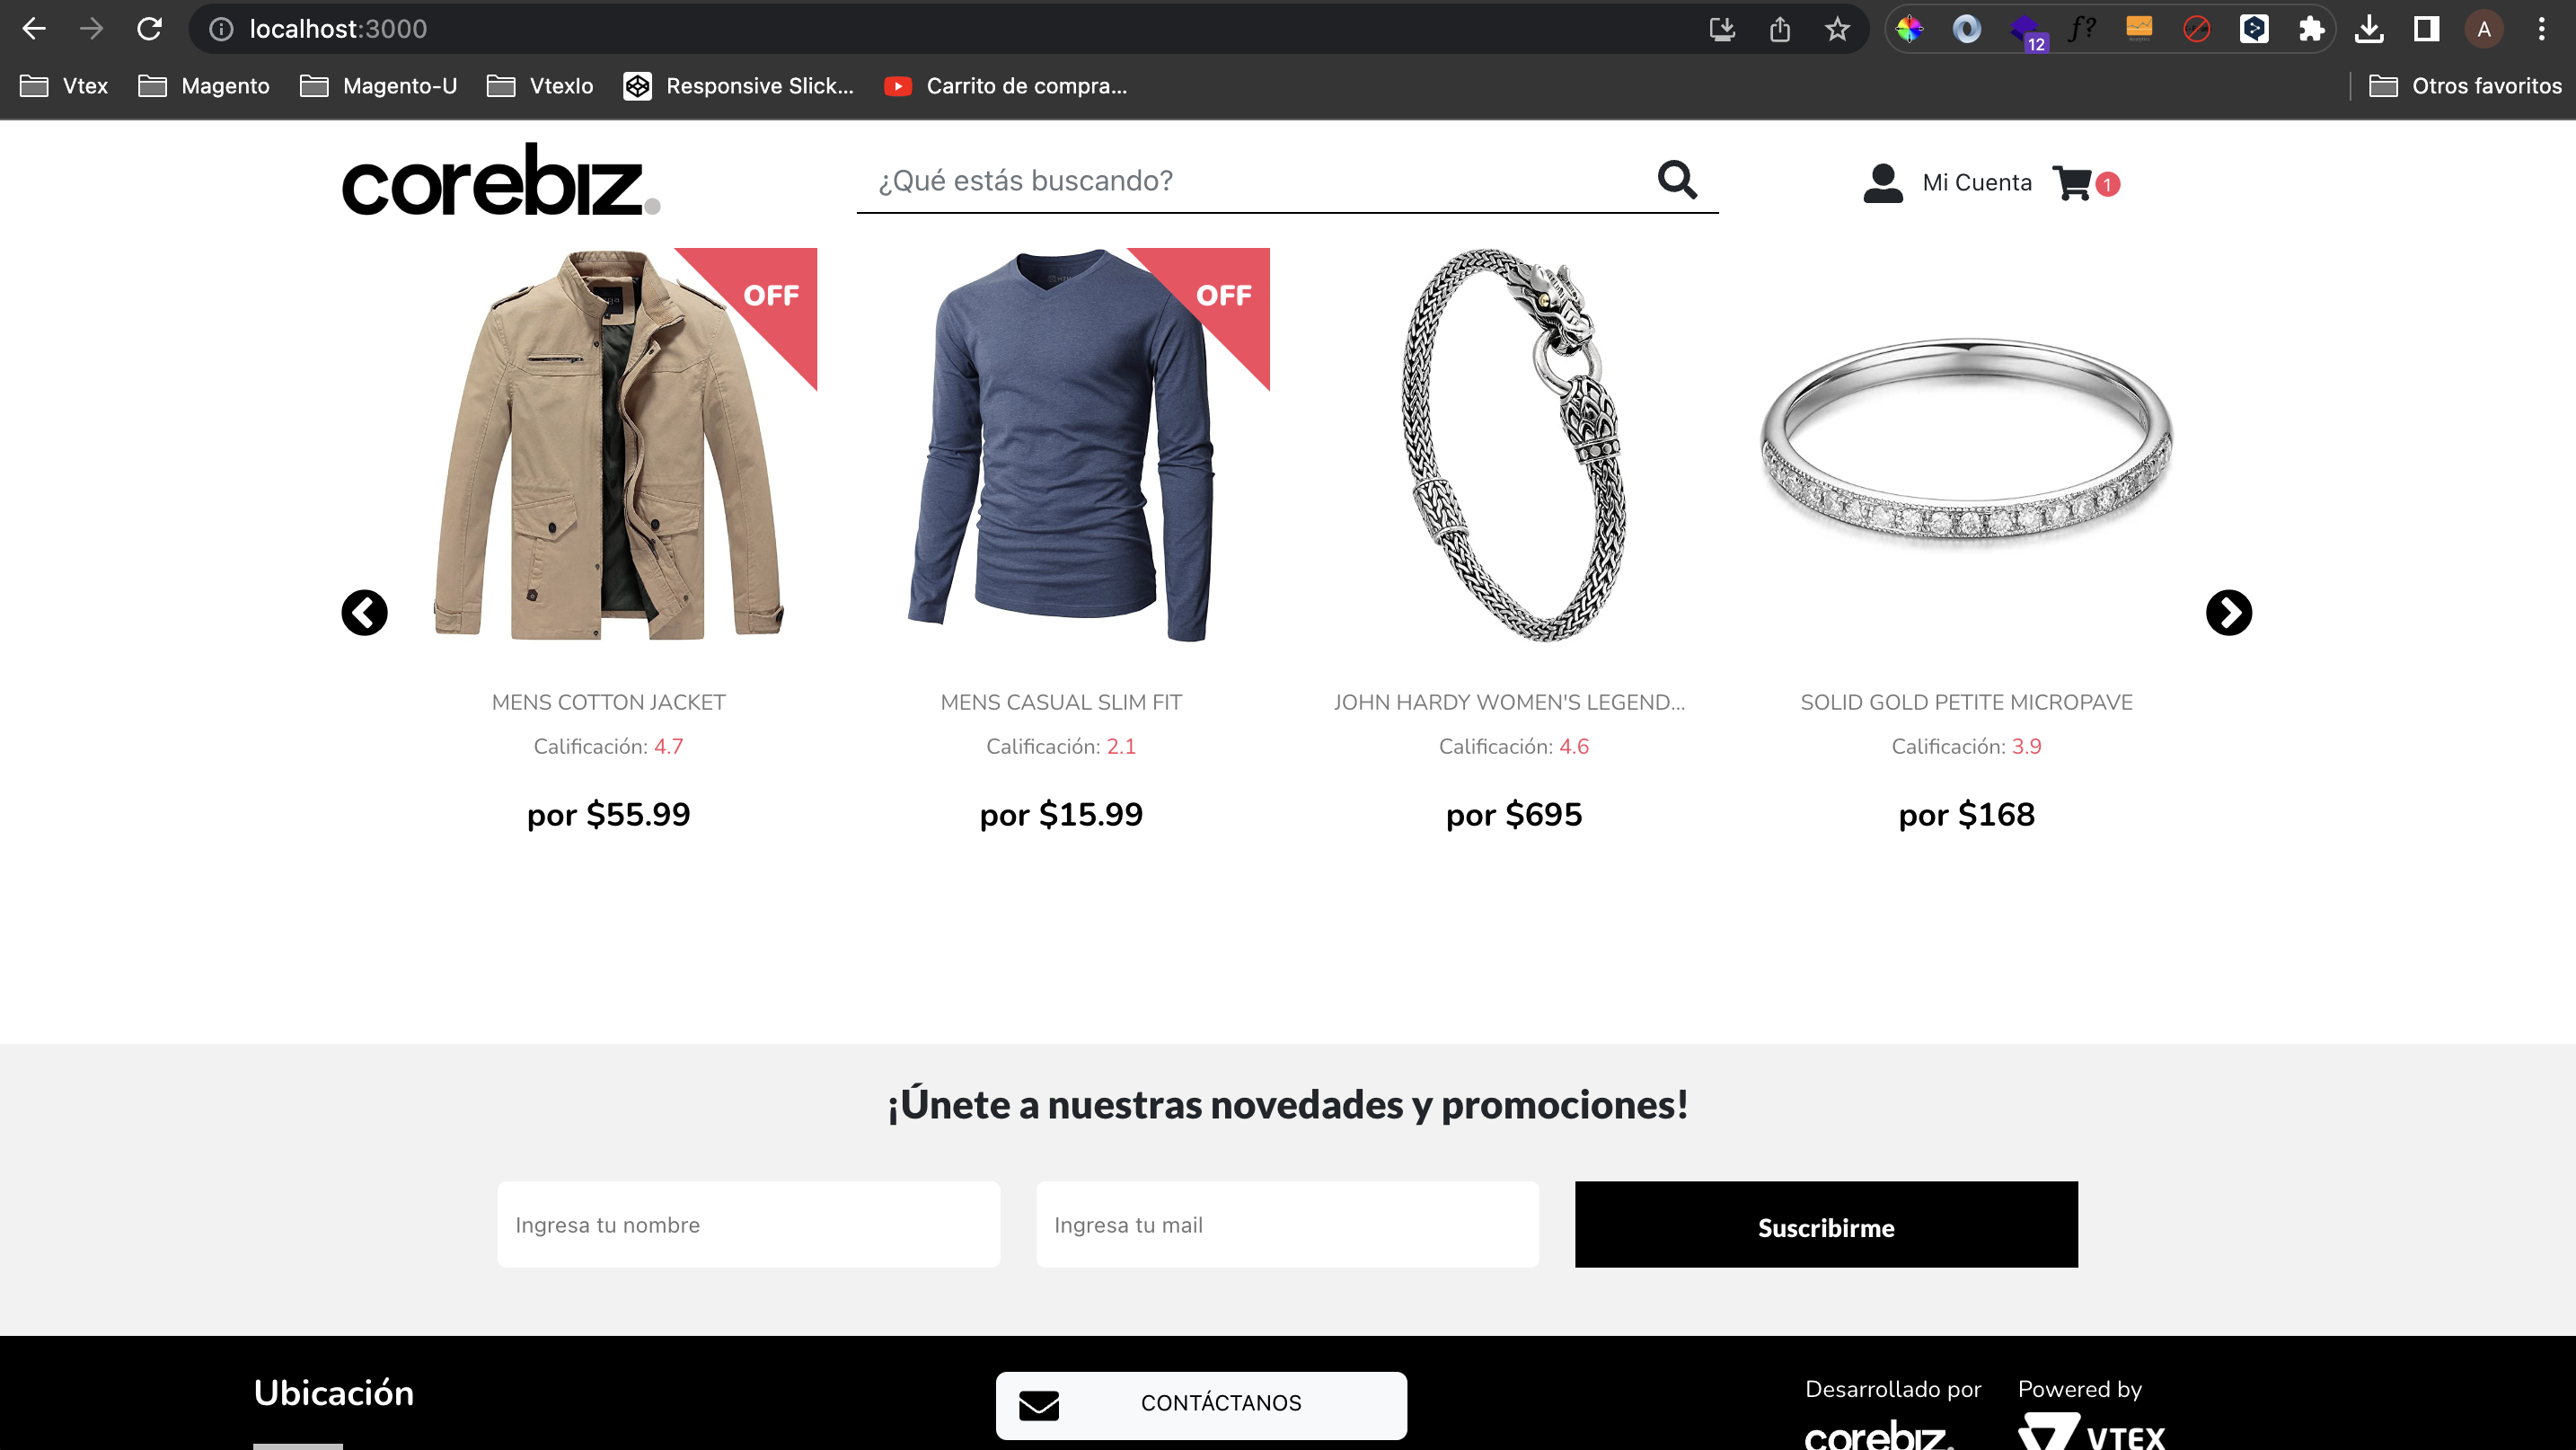 localhost:3000
12
f?
A
Vtex
Magento
Magento-U
VtexIo
Responsive Slick...
Carrito de compra...
Otros favoritos
corebiz.
¿Qué estás buscando?
Mi Cuenta
1
OFF
OFF
MENS COTTON JACKET
MENS CASUAL SLIM FIT
JOHN HARDY WOMEN'S LEGEND...
SOLID GOLD PETITE MICROPAVE
Calificación: 4.7
Calificación: 2.1
Calificación: 4.6
Calificación: 3.9
por $55.99
por $15.99
por $695
por $168
¡Únete a nuestras novedades y promociones!
Ingresa tu nombre
Ingresa tu mail
Suscribirme
Ubicación
CONTÁCTANOS
Desarrollado por
Powered by
corebiz.
VTEX